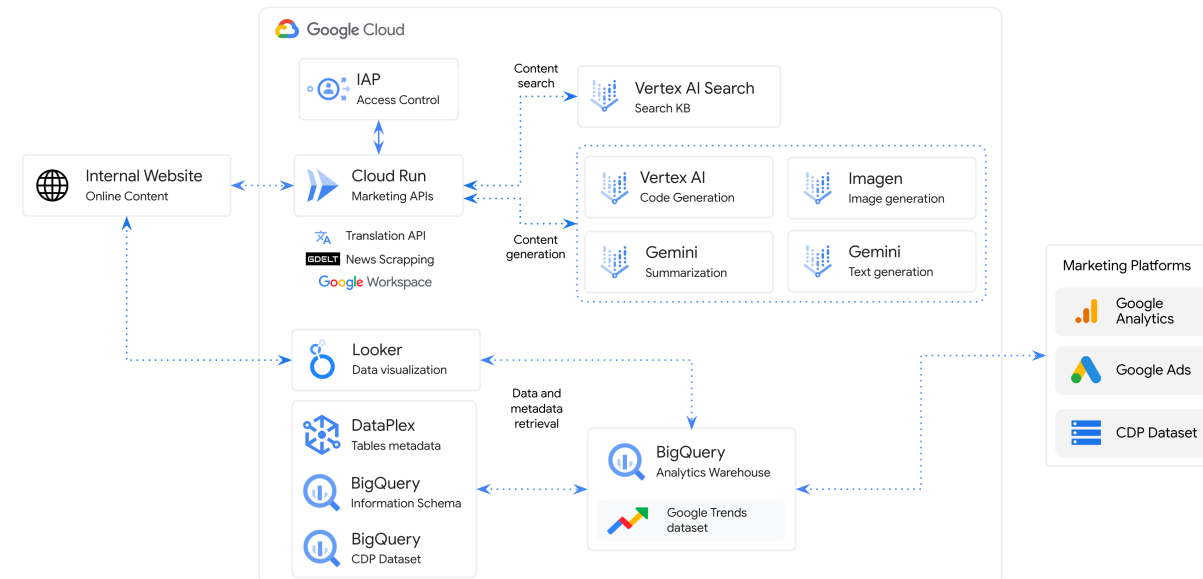 Google Cloud
IAP
Access Control
Content
search
Vertex AI Search
Search KB
Internal Website
Online Content
Cloud Run
Marketing APIs
Vertex AI
Code Generation
Imagen
Image generation
Translation API
GDELT News Scrapping
Google Workspace
Content
generation
Gemini
Summarization
Gemini
Text generation
Marketing Platforms
Google
Analytics
Google Ads
CDP Dataset
Looker
Data visualization
Data and
metadata
retrieval
DataPlex
Tables metadata
BigQuery
Information Schema
BigQuery
CDP Dataset
BigQuery
Analytics Warehouse
Google Trends
dataset